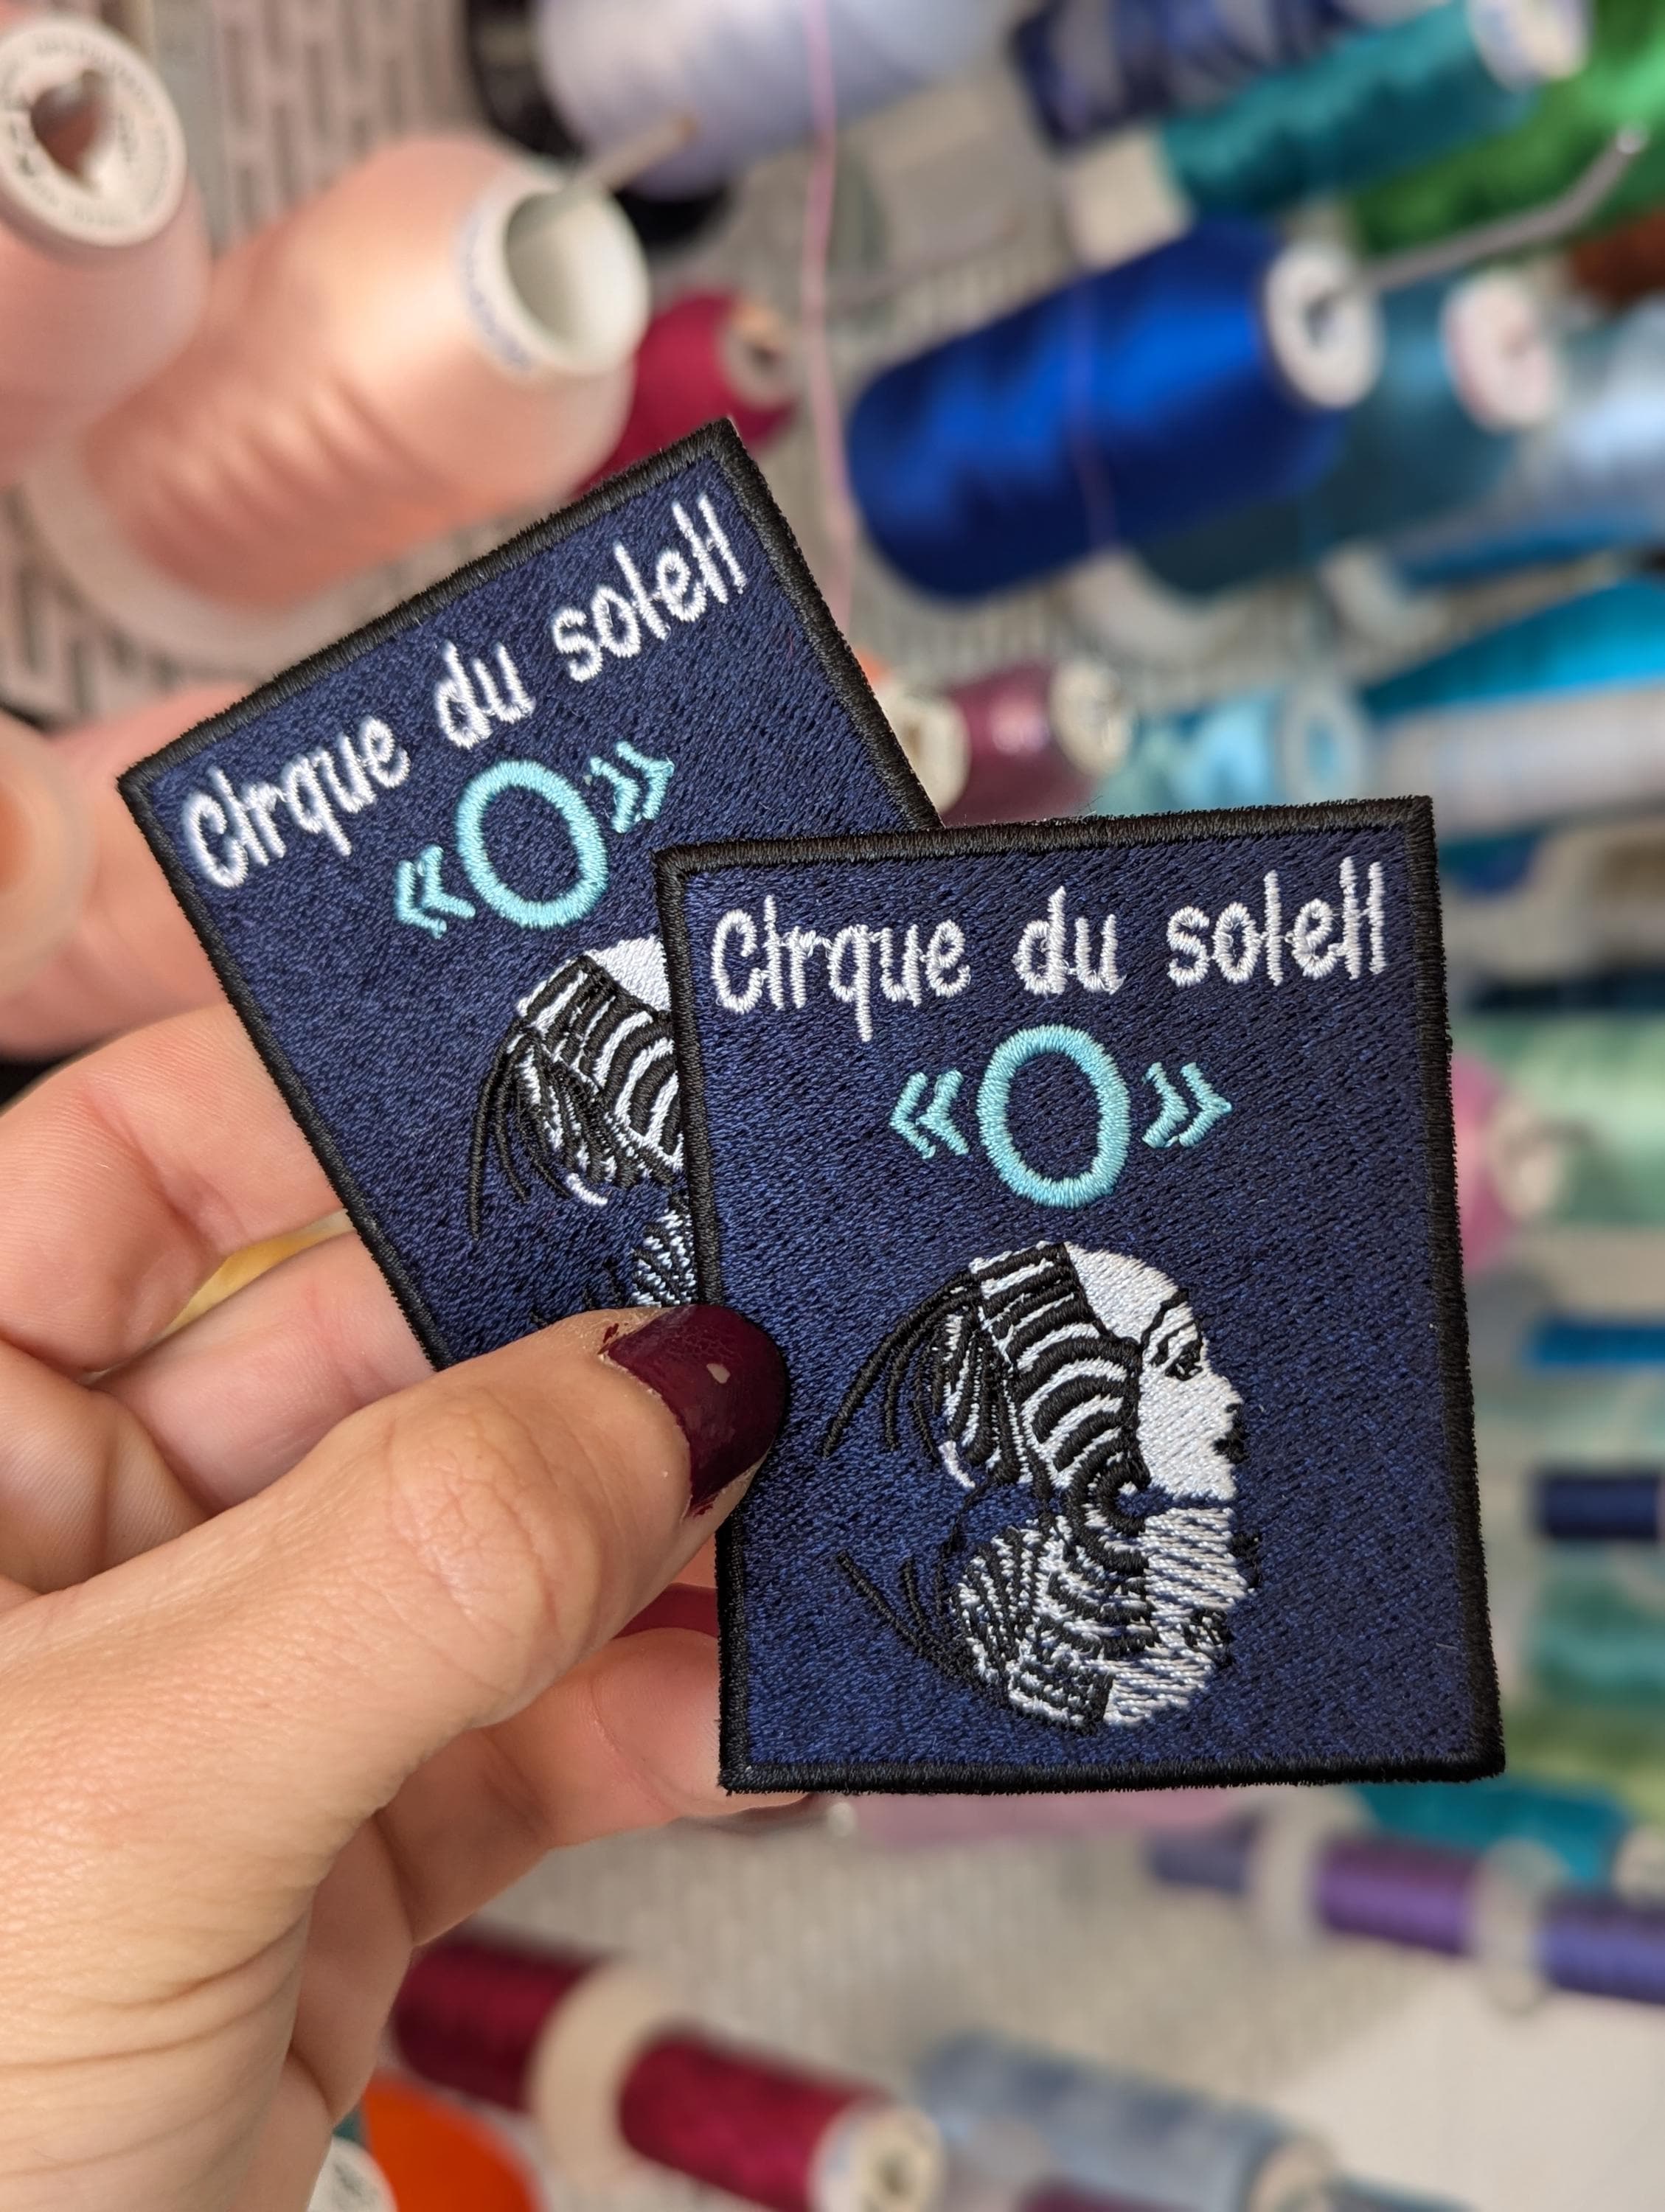 Cirque du soleil
«O»
Cirque du soleil
«O»